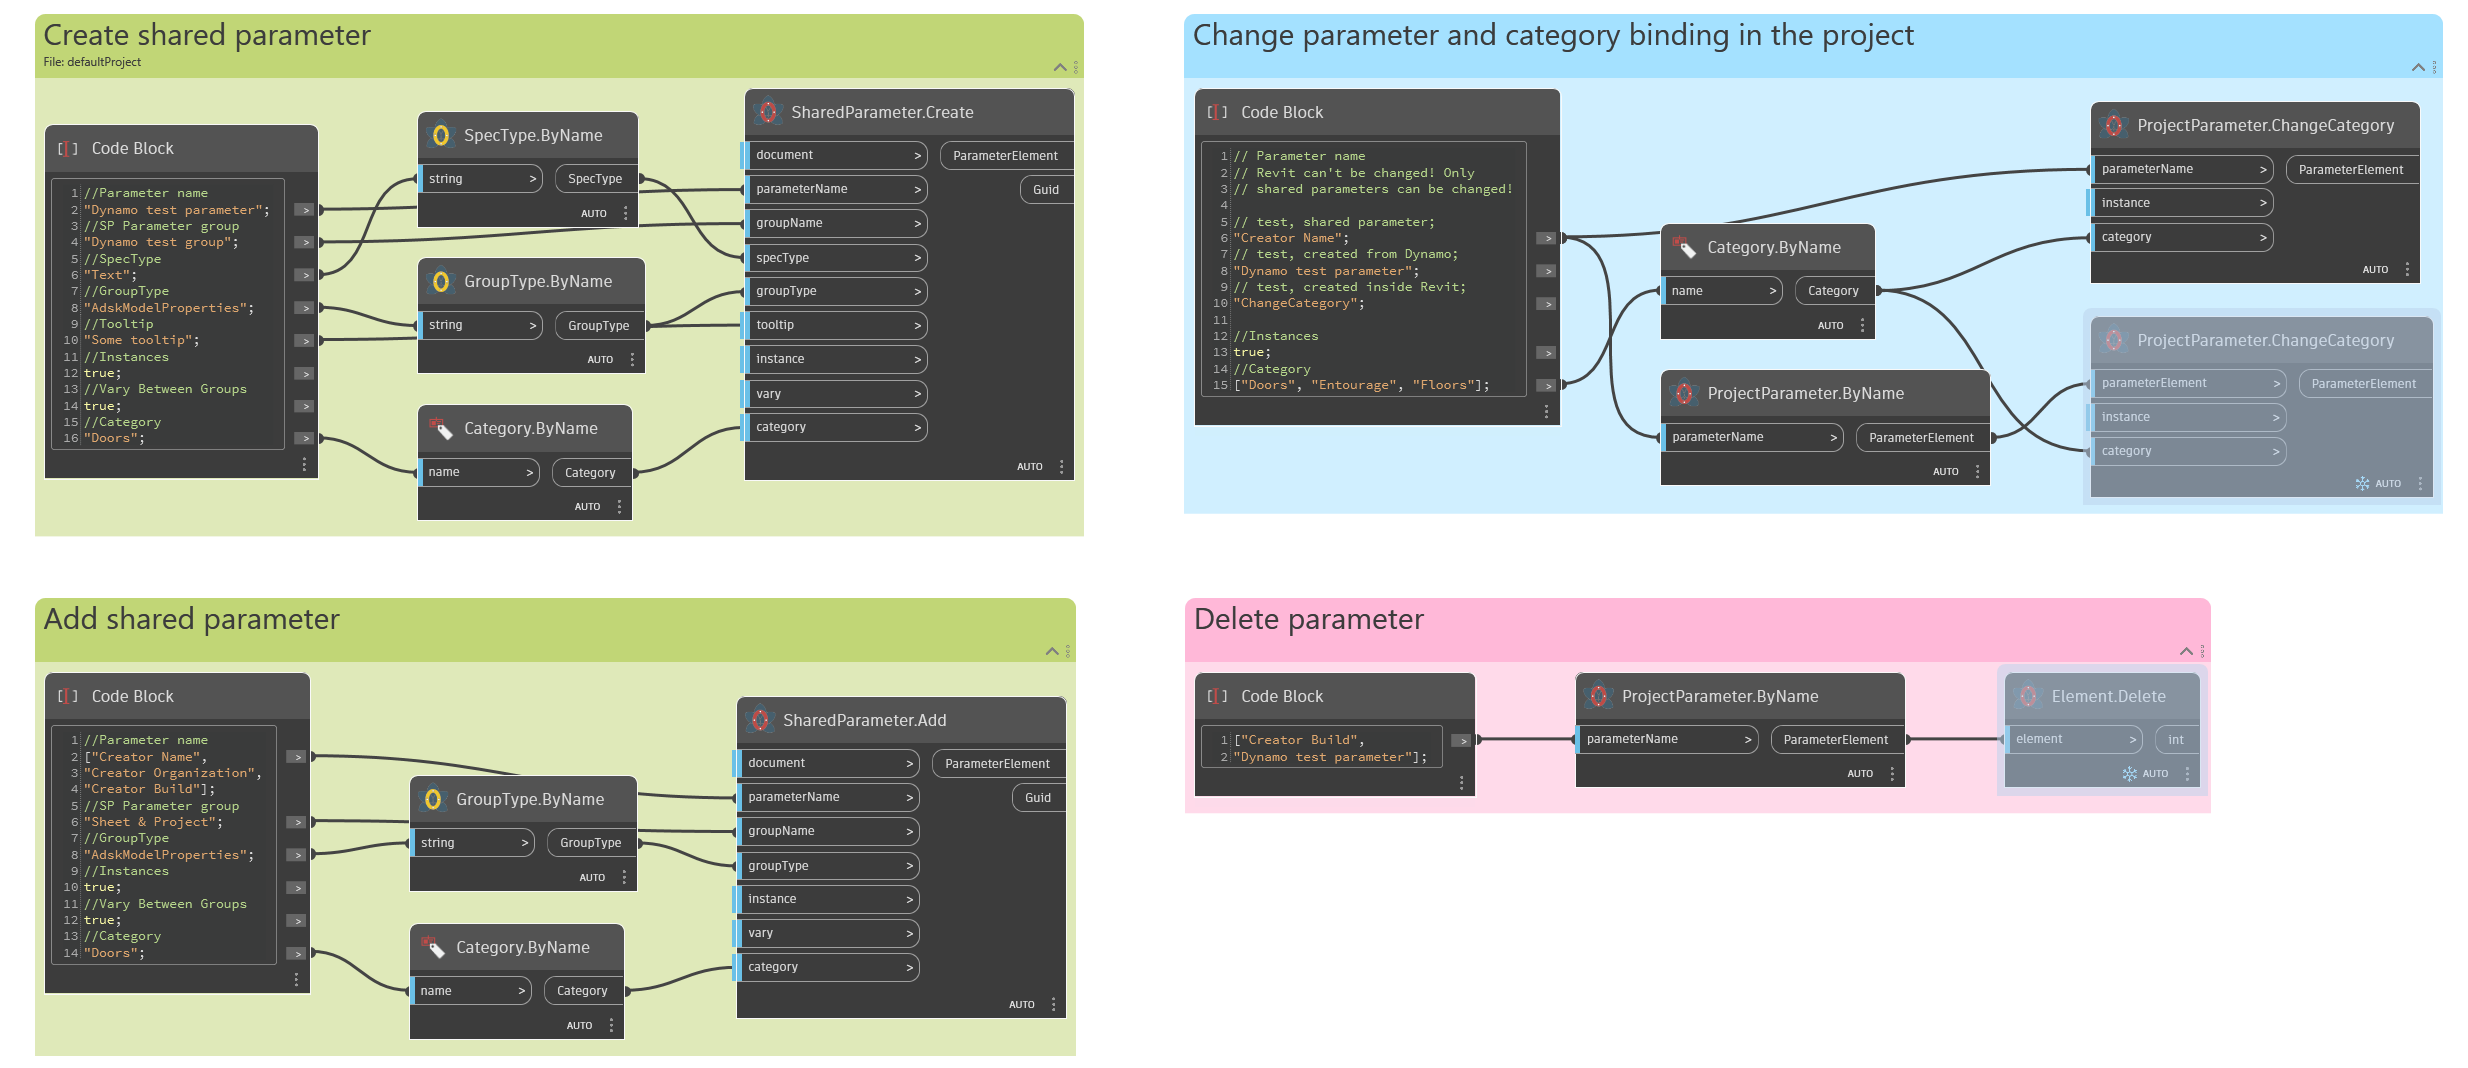 Create shared parameter
File: defaultProject
Code Block
1 //Parameter name
2 "Dynamo test parameter";
3 //SP Parameter group
4 "Dynamo test group";
5 //SpecType
6 "Text";
7 //GroupType
8 "AdskModelProperties";
9 //Tooltip
10 "Some tooltip";
11 //Instances
12 true;
13 //Vary Between Groups
14 true;
15 //Category
16 "Doors";
SpecType.ByName
string > SpecType
AUTO
GroupType.ByName
string > GroupType
AUTO
Category.ByName
name > Category
AUTO
SharedParameter.Create
document > ParameterElement
parameterName > Guid
groupName >
specType >
groupType >
tooltip >
instance >
vary >
category >
AUTO
Change parameter and category binding in the project
Code Block
1 // Parameter name
2 // Revit can't be changed! Only
3 // shared parameters can be changed!
4
5 // test, shared parameter;
6 "Creator Name";
7 // test, created from Dynamo;
8 "Dynamo test parameter";
9 // test, created inside Revit;
10 "ChangeCategory";
11
12 //Instances
13 true;
14 //Category
15 ["Doors", "Entourage", "Floors"];
Category.ByName
name > Category
AUTO
ProjectParameter.ByName
parameterName > ParameterElement
AUTO
ProjectParameter.ChangeCategory
parameterName > ParameterElement
instance >
category >
AUTO
ProjectParameter.ChangeCategory
parameterElement > ParameterElement
instance >
category >
AUTO
Add shared parameter
Code Block
1 //Parameter name
2 ["Creator Name",
3 "Creator Organization",
4 "Creator Build"];
5 //SP Parameter group
6 "Sheet & Project";
7 //GroupType
8 "AdskModelProperties";
9 //Instances
10 true;
11 //Vary Between Groups
12 true;
13 //Category
14 "Doors";
GroupType.ByName
string > GroupType
AUTO
Category.ByName
name > Category
AUTO
SharedParameter.Add
document > ParameterElement
parameterName > Guid
groupName >
groupType >
instance >
vary >
category >
AUTO
Delete parameter
Code Block
1 ["Creator Build",
2 "Dynamo test parameter"];
ProjectParameter.ByName
parameterName > ParameterElement
AUTO
Element.Delete
element > int
AUTO